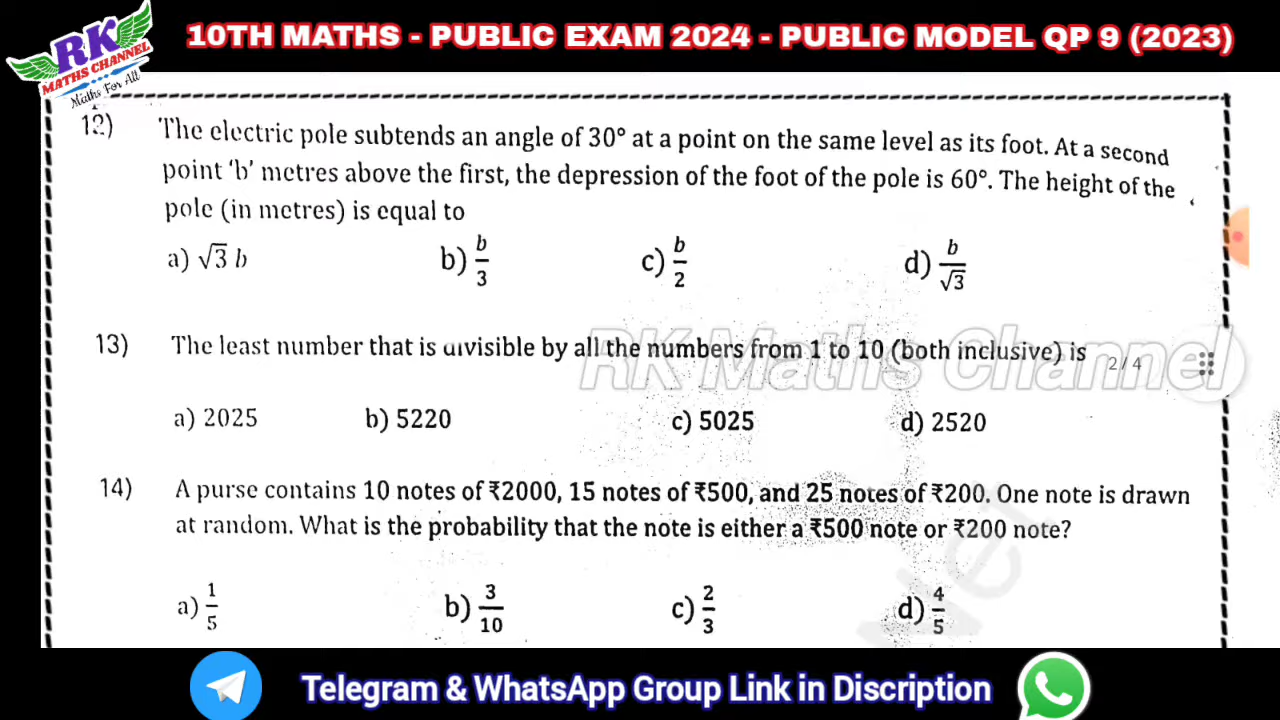 RK
MATHS CHANNEL
Maths For All
10TH MATHS - PUBLIC EXAM 2024 - PUBLIC MODEL QP 9 (2023)
12) The electric pole subtends an angle of 30° at a point on the same level as its foot. At a second
point ‘b’ metres above the first, the depression of the foot of the pole is 60°. The height of the
pole (in metres) is equal to
a) √3 b b) b/3 c) b/2 d) b/√3
13) The least number that is divisible by all the numbers from 1 to 10 (both inclusive) is
RK Maths Channel
2 / 4
a) 2025 b) 5220 c) 5025 d) 2520
14) A purse contains 10 notes of ₹2000, 15 notes of ₹500, and 25 notes of ₹200. One note is drawn
at random. What is the probability that the note is either a ₹500 note or ₹200 note?
a) 1/5 b) 3/10 c) 2/3 d) 4/5
Telegram & WhatsApp Group Link in Discription